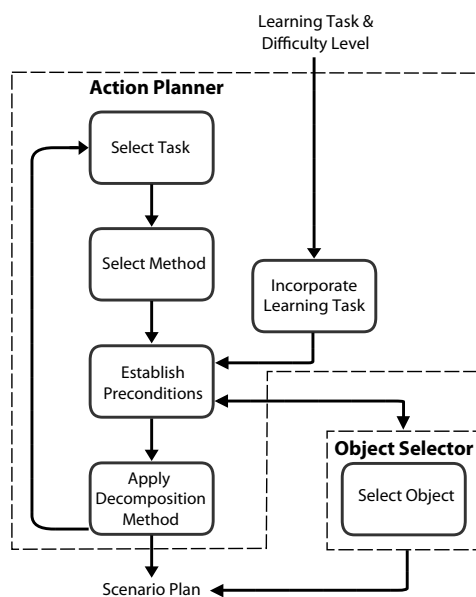 Learning Task &
Difficulty Level
Action Planner
Select Task
Select Method
Incorporate
Learning Task
Establish
Preconditions
Object Selector
Select Object
Apply
Decomposition
Method
Scenario Plan